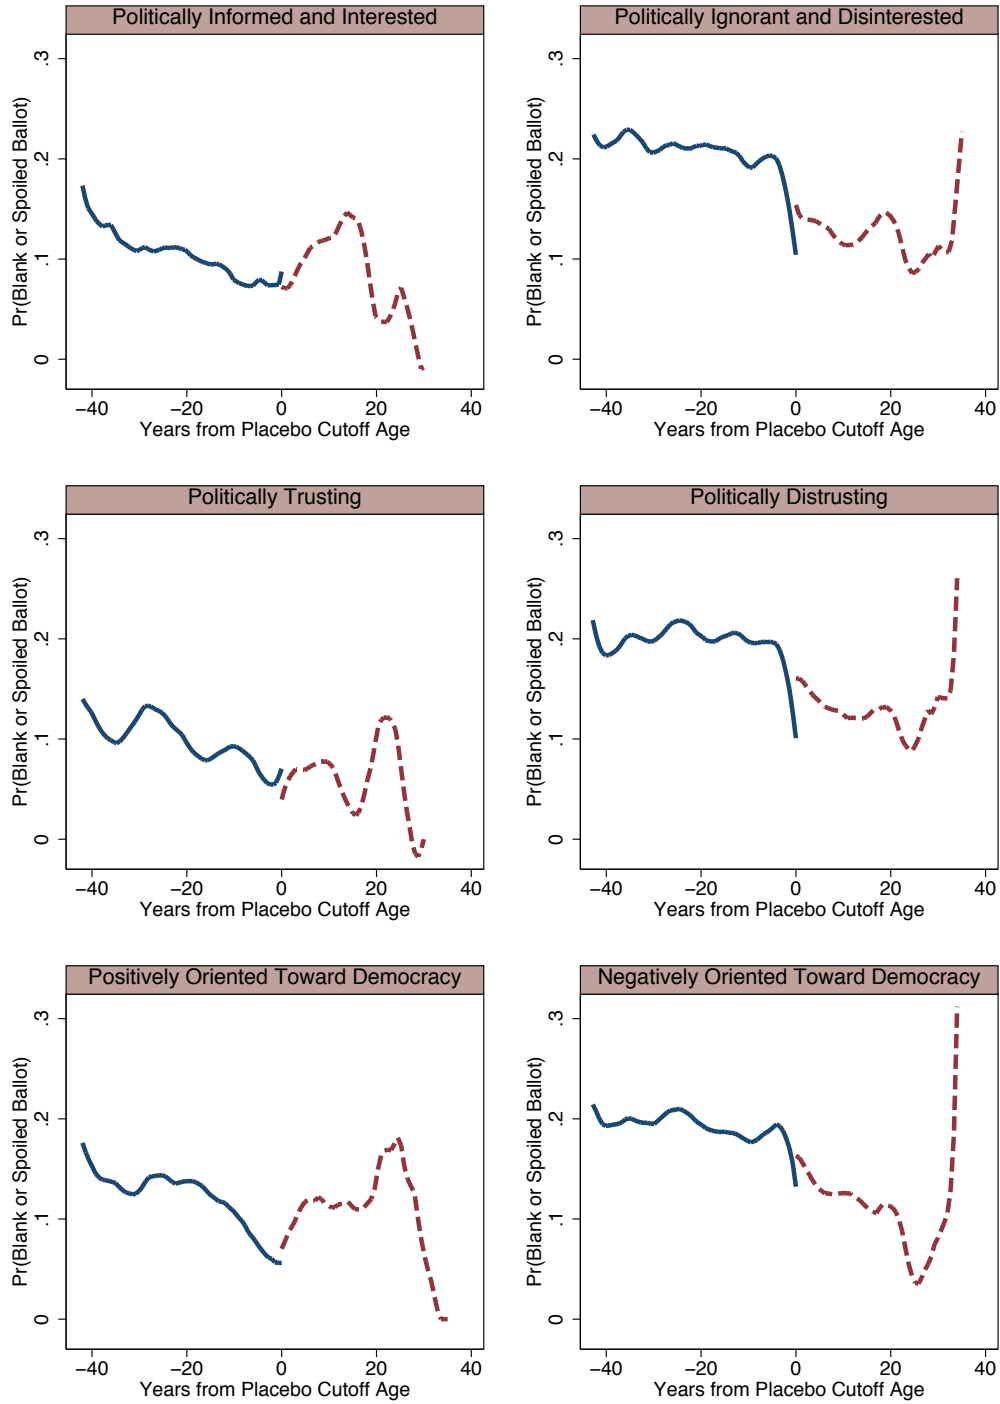 Politically Informed and Interested
Pr(Blank or Spoiled Ballot)
.3
.2
.1
0
−40 −20 0 20 40
Years from Placebo Cutoff Age
Politically Ignorant and Disinterested
Pr(Blank or Spoiled Ballot)
.3
.2
.1
0
−40 −20 0 20 40
Years from Placebo Cutoff Age
Politically Trusting
Pr(Blank or Spoiled Ballot)
.3
.2
.1
0
−40 −20 0 20 40
Years from Placebo Cutoff Age
Politically Distrusting
Pr(Blank or Spoiled Ballot)
.3
.2
.1
0
−40 −20 0 20 40
Years from Placebo Cutoff Age
Positively Oriented Toward Democracy
Pr(Blank or Spoiled Ballot)
.3
.2
.1
0
−40 −20 0 20 40
Years from Placebo Cutoff Age
Negatively Oriented Toward Democracy
Pr(Blank or Spoiled Ballot)
.3
.2
.1
0
−40 −20 0 20 40
Years from Placebo Cutoff Age